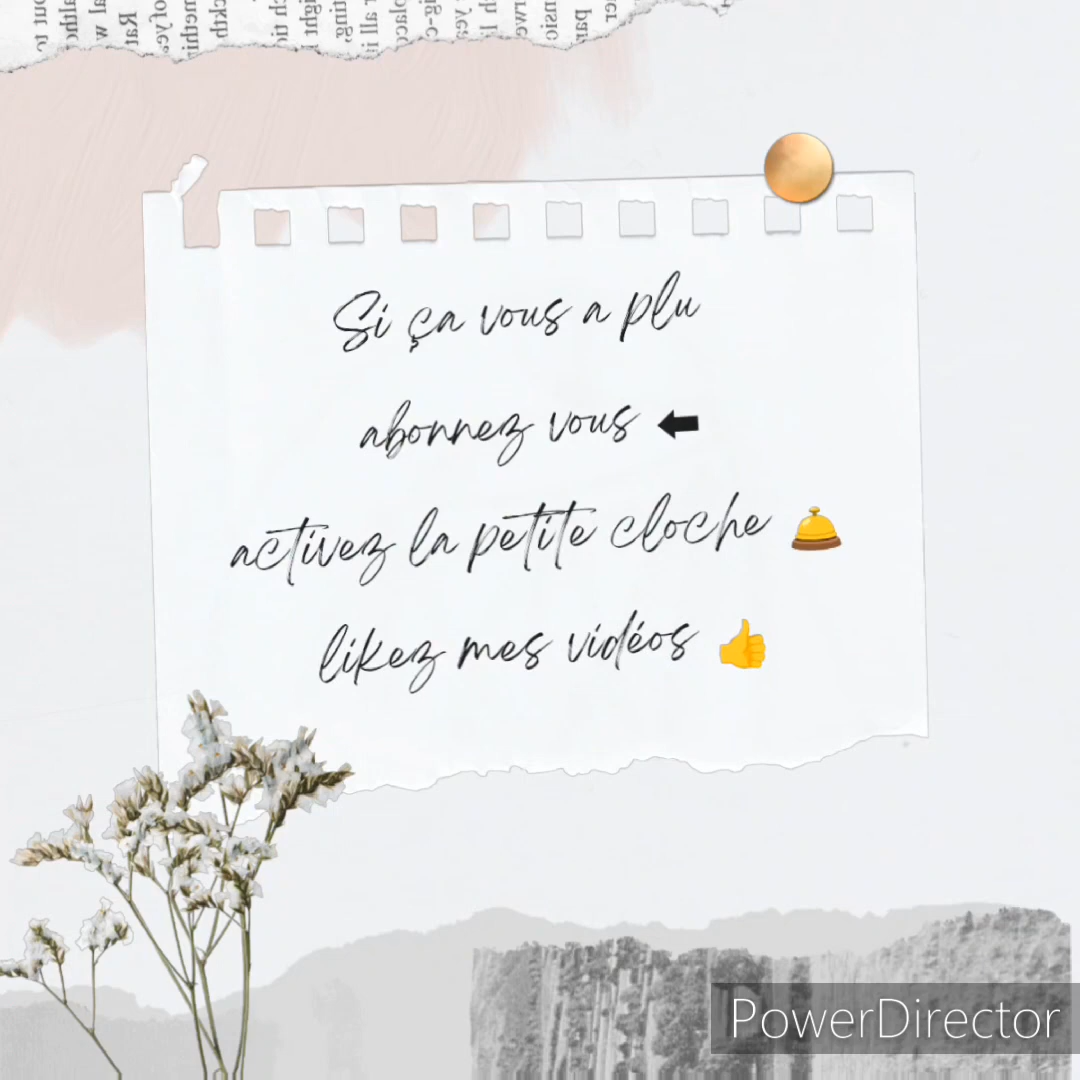 Si ça vous a plu
abonnez vous ⬅
activez la petite cloche 🛎
likez mes vidéos 👍
PowerDirector